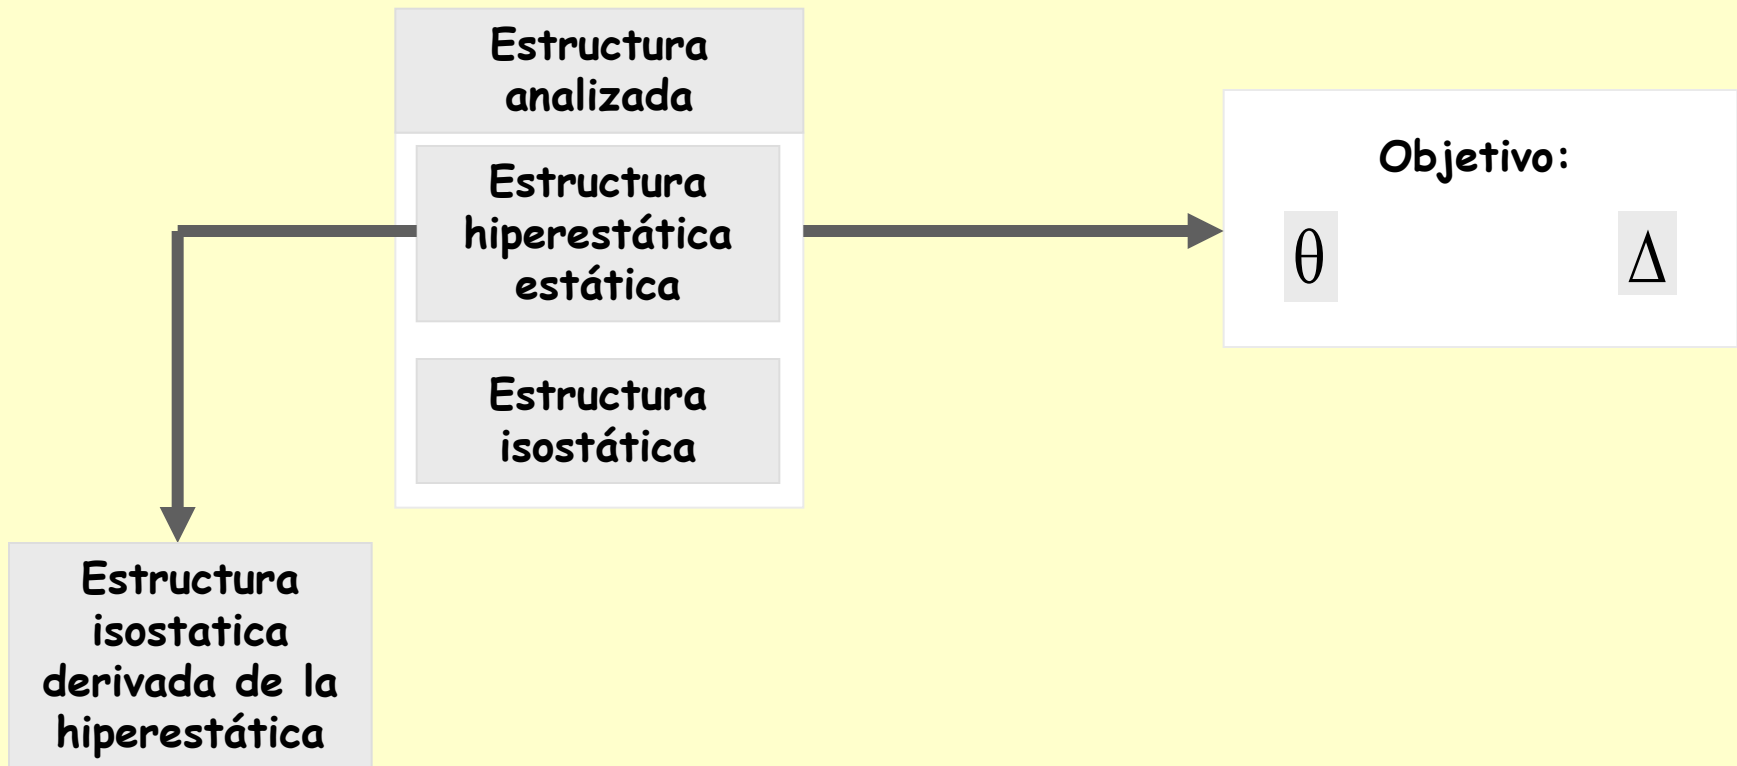 Estructura
analizada
Estructura
hiperestática
estática
Estructura
isostática
Objetivo:
θ Δ
Estructura
isostatica
derivada de la
hiperestática